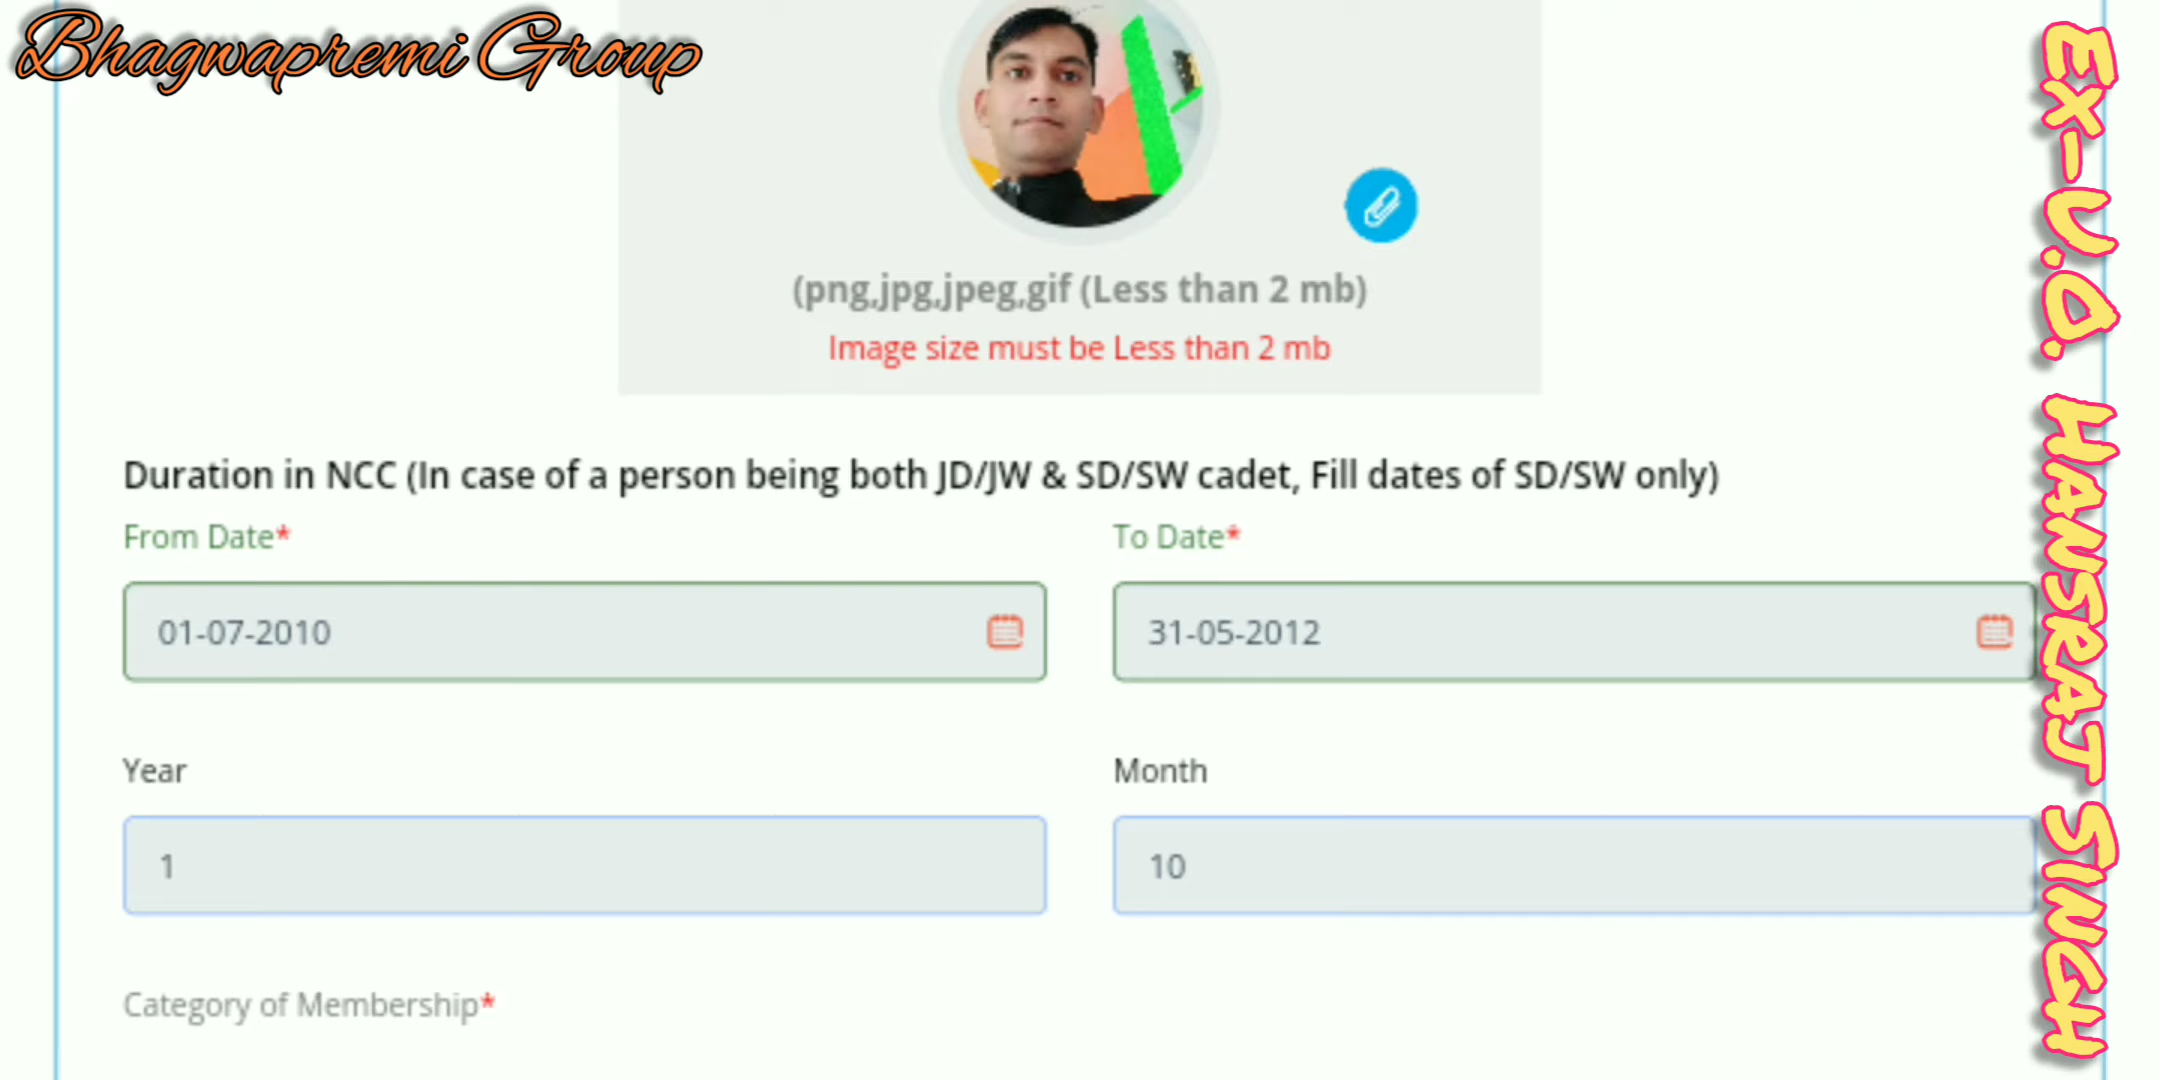 Bhagwapremi Group
(png,jpg,jpeg,gif (Less than 2 mb)
Image size must be Less than 2 mb
Duration in NCC (In case of a person being both JD/JW & SD/SW cadet, Fill dates of SD/SW only)
From Date*
To Date*
01-07-2010
31-05-2012
Year
Month
1
10
Category of Membership*
Ex-U.O. HANSRAJ SINGH